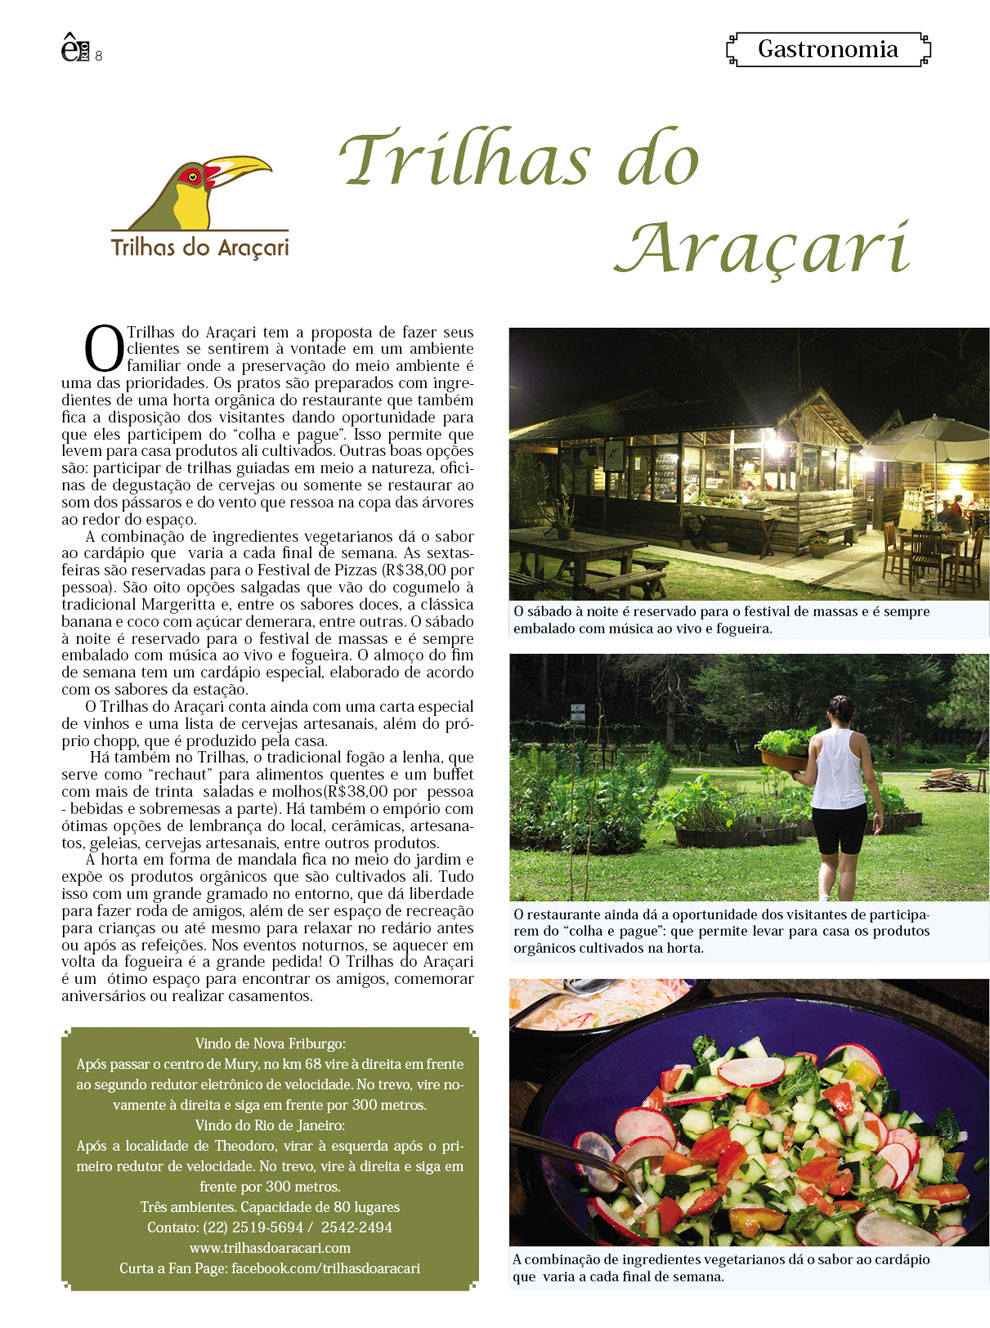 ê RIO 8
Gastronomia
Trilhas do
Araçari
Trilhas do Araçari
O Trilhas do Araçari tem a proposta de fazer seus
clientes se sentirem à vontade em um ambiente
familiar onde a preservação do meio ambiente é
uma das prioridades. Os pratos são preparados com ingre-
dientes de uma horta orgânica do restaurante que também
fica a disposição dos visitantes dando oportunidade para
que eles participem do “colha e pague”. Isso permite que
levem para casa produtos ali cultivados. Outras boas opções
são: participar de trilhas guiadas em meio a natureza, ofici-
nas de degustação de cervejas ou somente se restaurar ao
som dos pássaros e do vento que ressoa na copa das árvores
ao redor do espaço.
A combinação de ingredientes vegetarianos dá o sabor
ao cardápio que varia a cada final de semana. As sextas-
feiras são reservadas para o Festival de Pizzas (R$38,00 por
pessoa). São oito opções salgadas que vão do cogumelo à
tradicional Margeritta e, entre os sabores doces, a clássica
banana e coco com açúcar demerara, entre outras. O sábado
à noite é reservado para o festival de massas e é sempre
embalado com música ao vivo e fogueira. O almoço do fim
de semana tem um cardápio especial, elaborado de acordo
com os sabores da estação.
O Trilhas do Araçari conta ainda com uma carta especial
de vinhos e uma lista de cervejas artesanais, além do pró-
prio chopp, que é produzido pela casa.
Há também no Trilhas, o tradicional fogão a lenha, que
serve como “rechaut” para alimentos quentes e um buffet
com mais de trinta saladas e molhos(R$38,00 por pessoa
- bebidas e sobremesas a parte). Há também o empório com
ótimas opções de lembrança do local, cerâmicas, artesana-
tos, geleias, cervejas artesanais, entre outros produtos.
A horta em forma de mandala fica no meio do jardim e
expõe os produtos orgânicos que são cultivados ali. Tudo
isso com um grande gramado no entorno, que dá liberdade
para fazer roda de amigos, além de ser espaço de recreação
para crianças ou até mesmo para relaxar no redário antes
ou após as refeições. Nos eventos noturnos, se aquecer em
volta da fogueira é a grande pedida! O Trilhas do Araçari
é um ótimo espaço para encontrar os amigos, comemorar
aniversários ou realizar casamentos.
Vindo de Nova Friburgo:
Após passar o centro de Mury, no km 68 vire à direita em frente
ao segundo redutor eletrônico de velocidade. No trevo, vire no-
vamente à direita e siga em frente por 300 metros.
Vindo do Rio de Janeiro:
Após a localidade de Theodoro, virar à esquerda após o pri-
meiro redutor de velocidade. No trevo, vire à direita e siga em
frente por 300 metros.
Três ambientes. Capacidade de 80 lugares
Contato: (22) 2519-5694 / 2542-2494
www.trilhasdoaracari.com
Curta a Fan Page: facebook.com/trilhasdoaracari
O sábado à noite é reservado para o festival de massas e é sempre
embalado com música ao vivo e fogueira.
O restaurante ainda dá a oportunidade dos visitantes de participa-
rem do “colha e pague”: que permite levar para casa os produtos
orgânicos cultivados na horta.
A combinação de ingredientes vegetarianos dá o sabor ao cardápio
que varia a cada final de semana.